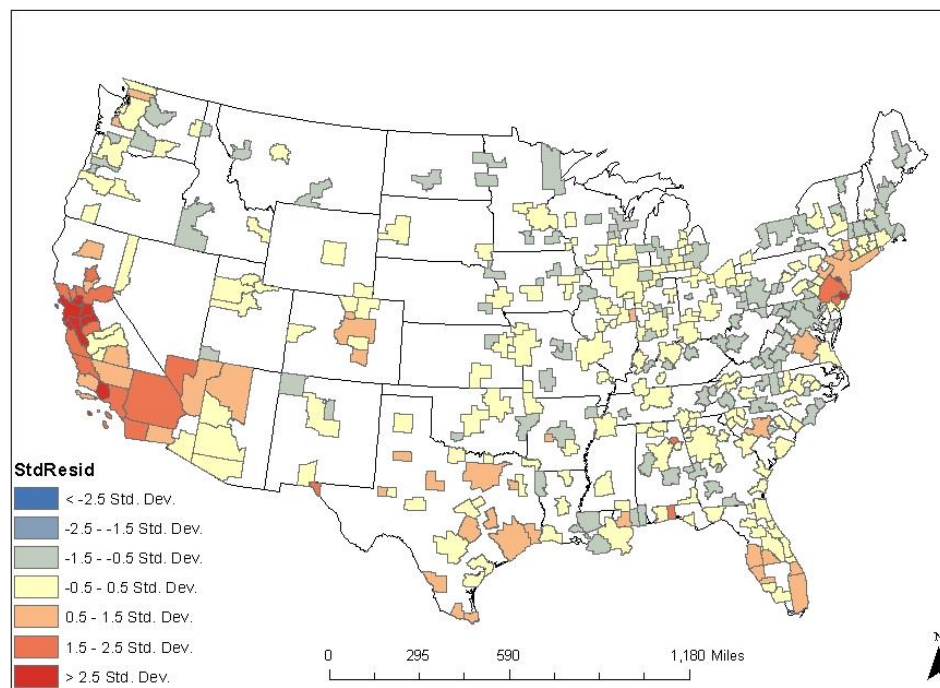 StdResid
< -2.5 Std. Dev.
-2.5 - -1.5 Std. Dev.
-1.5 - -0.5 Std. Dev.
-0.5 - 0.5 Std. Dev.
0.5 - 1.5 Std. Dev.
1.5 - 2.5 Std. Dev.
> 2.5 Std. Dev.
0 295 590 1,180 Miles
N